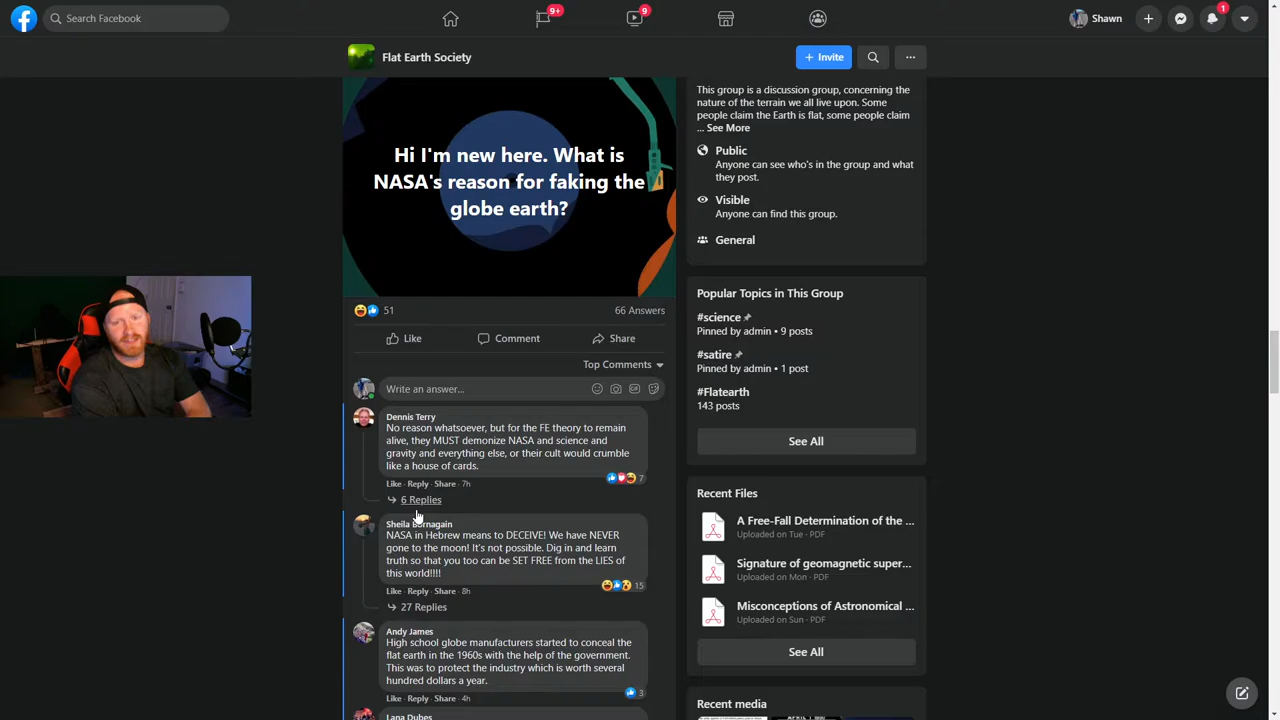 Search Facebook
9+
9
Shawn
1
Flat Earth Society
+ Invite
Hi I'm new here. What is
NASA's reason for faking the
globe earth?
51
66 Answers
Like
Comment
Share
Top Comments
Write an answer...
GIF
Dennis Terry
No reason whatsoever, but for the FE theory to remain
alive, they MUST demonize NASA and science and
gravity and everything else, or their cult would crumble
like a house of cards.
7
Like · Reply · Share · 7h
6 Replies
Sheila Bornagain
NASA in Hebrew means to DECEIVE! We have NEVER
gone to the moon! It's not possible. Dig in and learn
truth so that you too can be SET FREE from the LIES of
this world!!!!
15
Like · Reply · Share · 8h
27 Replies
Andy James
High school globe manufacturers started to conceal the
flat earth in the 1960s with the help of the government.
This was to protect the industry which is worth several
hundred dollars a year.
3
Like · Reply · Share · 4h
Lana Dubes
This group is a discussion group, concerning the
nature of the terrain we all live upon. Some
people claim the Earth is flat, some people claim
... See More
Public
Anyone can see who's in the group and what
they post.
Visible
Anyone can find this group.
General
Popular Topics in This Group
#science
Pinned by admin • 9 posts
#satire
Pinned by admin • 1 post
#Flatearth
143 posts
See All
Recent Files
A Free-Fall Determination of the ...
Uploaded on Tue · PDF
Signature of geomagnetic super...
Uploaded on Mon · PDF
Misconceptions of Astronomical ...
Uploaded on Sun · PDF
See All
Recent media